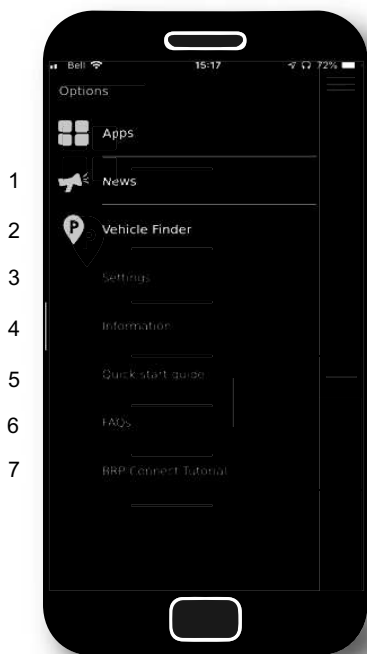 Bell 15:17 72%
Options
Apps
1 News
2 Vehicle Finder
3 Settings
4 Information
5 Quick start guide
6 FAQs
7 BRP Connect Tutorial